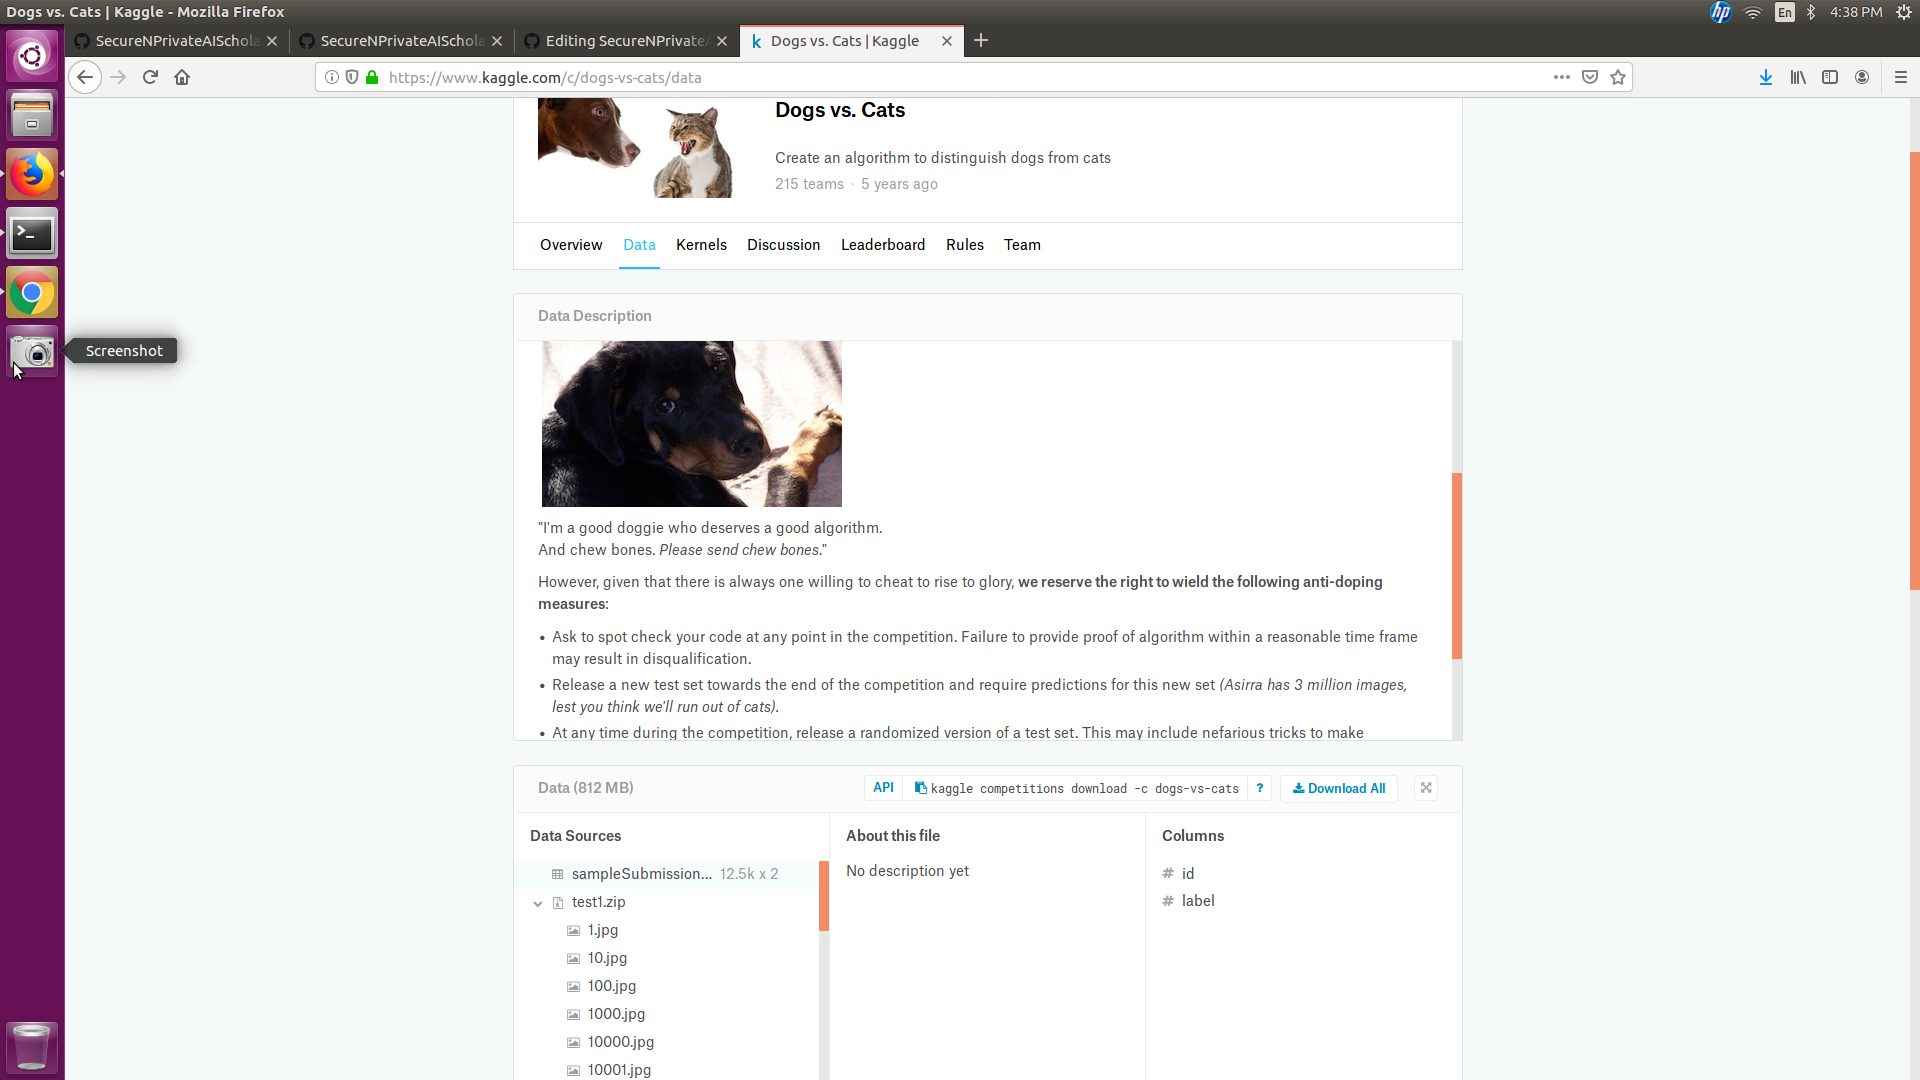 Dogs vs. Cats | Kaggle - Mozilla Firefox
hp
En
4:38 PM
SecureNPrivateAISchola
SecureNPrivateAISchola
Editing SecureNPrivateA
k Dogs vs. Cats | Kaggle
https://www.kaggle.com/c/dogs-vs-cats/data
Screenshot
Dogs vs. Cats
Create an algorithm to distinguish dogs from cats
215 teams · 5 years ago
Overview Data Kernels Discussion Leaderboard Rules Team
Data Description
"I'm a good doggie who deserves a good algorithm.
And chew bones. Please send chew bones."
However, given that there is always one willing to cheat to rise to glory, we reserve the right to wield the following anti-doping
measures:
• Ask to spot check your code at any point in the competition. Failure to provide proof of algorithm within a reasonable time frame
may result in disqualification.
• Release a new test set towards the end of the competition and require predictions for this new set (Asirra has 3 million images,
lest you think we'll run out of cats).
• At any time during the competition, release a randomized version of a test set. This may include nefarious tricks to make
Data (812 MB)
API kaggle competitions download -c dogs-vs-cats ? Download All
Data Sources
sampleSubmission... 12.5k x 2
test1.zip
1.jpg
10.jpg
100.jpg
1000.jpg
10000.jpg
10001.jpg
About this file
No description yet
Columns
# id
# label